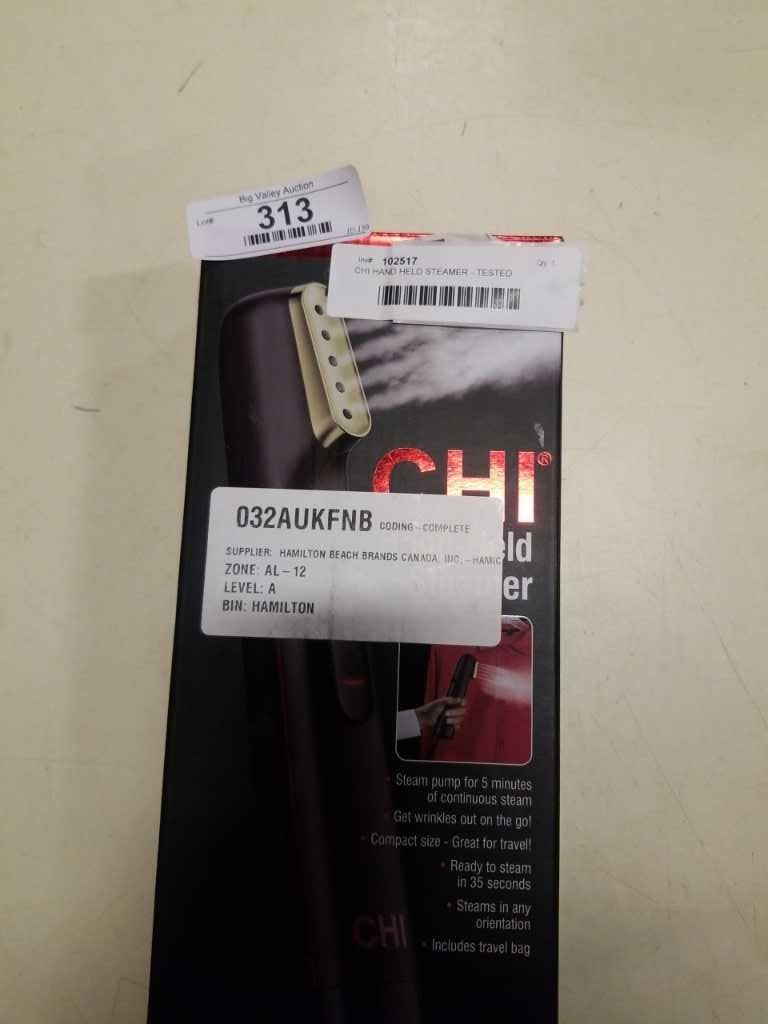 Big Valley Auction
Lot#
313
Inv# 102517 Qty 1
CHI HAND HELD STEAMER - TESTED
CHI®
032AUKFNB CODING - COMPLETE
SUPPLIER: HAMILTON BEACH BRANDS CANADA, INC. - HAMIC
ZONE: AL-12
LEVEL: A
BIN: HAMILTON
eld
er
• Steam pump for 5 minutes
of continuous steam
• Get wrinkles out on the go!
• Compact size - Great for travel!
• Ready to steam
in 35 seconds
• Steams in any
orientation
• Includes travel bag
CHI